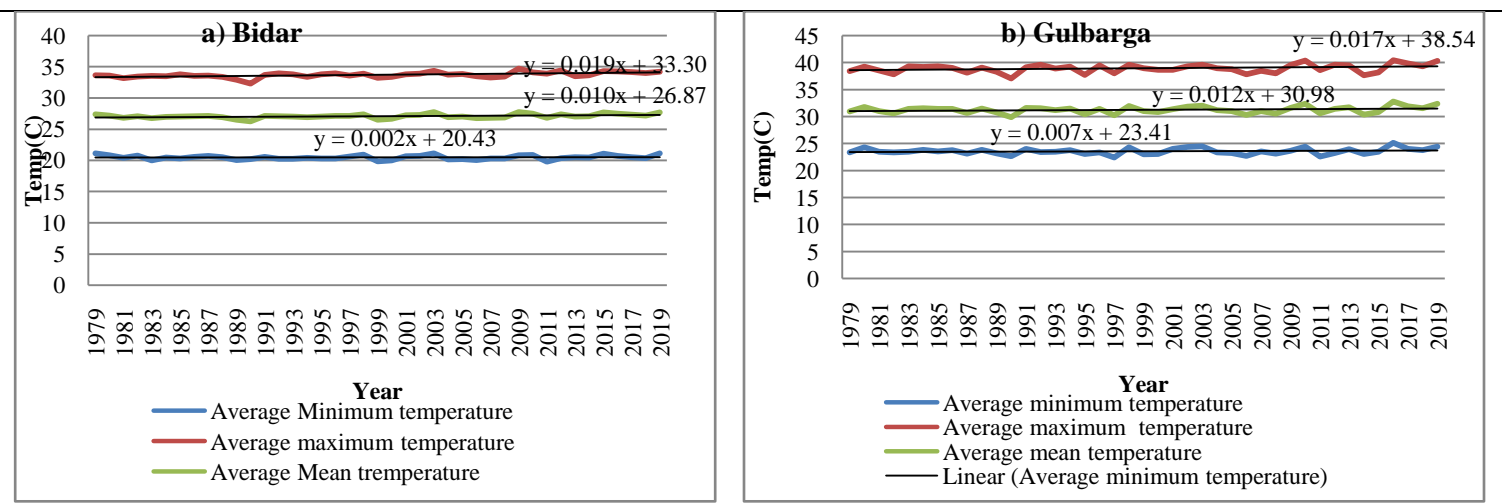 a) Bidar
y = 0.019x + 33.30
y = 0.010x + 26.87
y = 0.002x + 20.43
40
35
30
25
20
15
10
5
0
Temp(C)
1979 1981 1983 1985 1987 1989 1991 1993 1995 1997 1999 2001 2003 2005 2007 2009 2011 2013 2015 2017 2019
Year
Average Minimum temperature
Average maximum temperature
Average Mean tremperature
b) Gulbarga
y = 0.017x + 38.54
y = 0.012x + 30.98
y = 0.007x + 23.41
45
40
35
30
25
20
15
10
5
0
Temp(C)
1979 1981 1983 1985 1987 1989 1991 1993 1995 1997 1999 2001 2003 2005 2007 2009 2011 2013 2015 2017 2019
Year
Average minimum temperature
Average maximum temperature
Average mean temperature
Linear (Average minimum temperature)